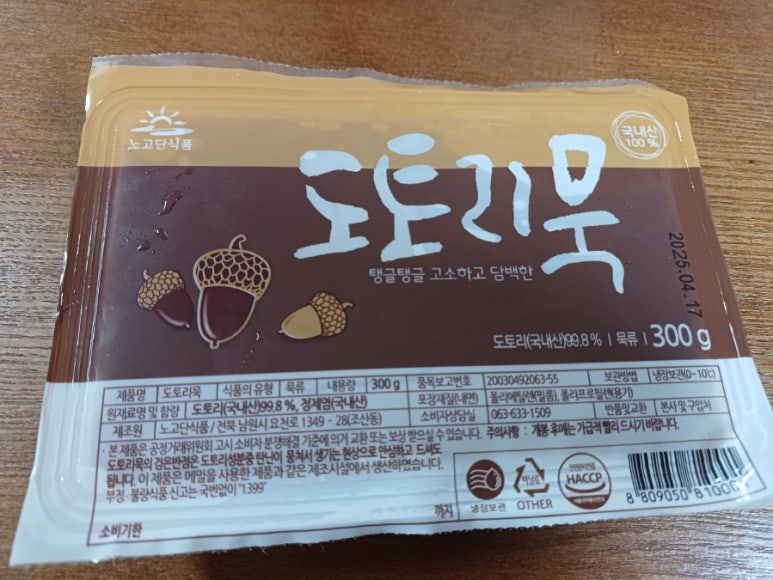 노고단식품
국내산
100%
도토리묵
탱글탱글 고소하고 담백한
2025.04.17
도토리(국내산)99.8% | 묵류 | 300 g
제품명 도토리묵 식품의 유형 묵류 내용량 300 g 품목보고번호 20030492063-55 보관방법 냉장보관(0~10℃)
원재료명 및 함량 도토리(국내산)99.8 %, 정제염(국내산) 포장재질(내면) 폴리에틸렌(필름), 폴리프로필렌(용기)
제조원 노고단식품 / 전북 남원시 요천로 1349 - 28(조산동) 소비자상담실 063-633-1509 반품및교환 본사 및 구입처
· 본 제품은 공정거래위원회 고시 소비자 분쟁해결 기준에 의거 교환 또는 보상 받으실 수 있습니다. 주의사항 : 개봉 후에는 가급적 빨리 드시기 바랍니다.
도토리묵의 검은반점은 도토리성분중 탄닌이 뭉쳐서 생기는 현상으로 안심하고 드셔도
됩니다. 이 제품은 메밀을 사용한 제품과 같은 제조시설에서 생산하였습니다.
부정·불량식품 신고는 국번없이 "1399"
소비기한 까지
냉장보관
비닐류
OTHER
HACCP
8 809050 81000